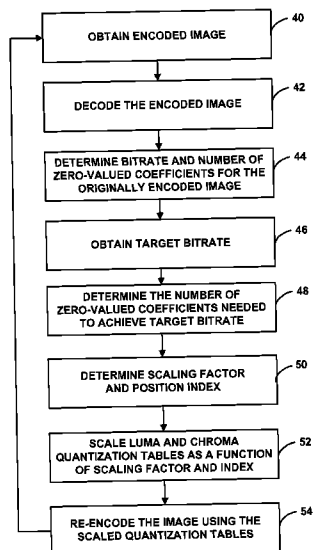 OBTAIN ENCODED IMAGE
40
DECODE THE ENCODED IMAGE
42
DETERMINE BITRATE AND NUMBER OF
ZERO-VALUED COEFFICIENTS FOR THE
ORIGINALLY ENCODED IMAGE
44
OBTAIN TARGET BITRATE
46
DETERMINE THE NUMBER OF
ZERO-VALUED COEFFICIENTS NEEDED
TO ACHIEVE TARGET BITRATE
48
DETERMINE SCALING FACTOR
AND POSITION INDEX
50
SCALE LUMA AND CHROMA
QUANTIZATION TABLES AS A FUNCTION
OF SCALING FACTOR AND INDEX
52
RE-ENCODE THE IMAGE USING THE
SCALED QUANTIZATION TABLES
54